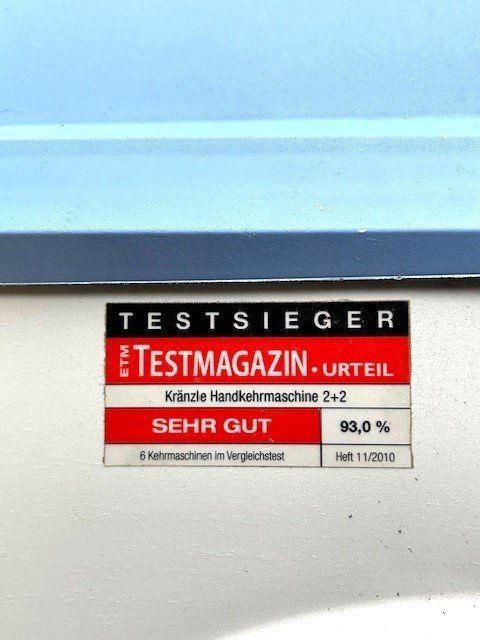 TESTSIEGER
ETM TESTMAGAZIN · URTEIL
Kränzle Handkehrmaschine 2+2
SEHR GUT 93,0 %
6 Kehrmaschinen im Vergleichstest Heft 11/2010